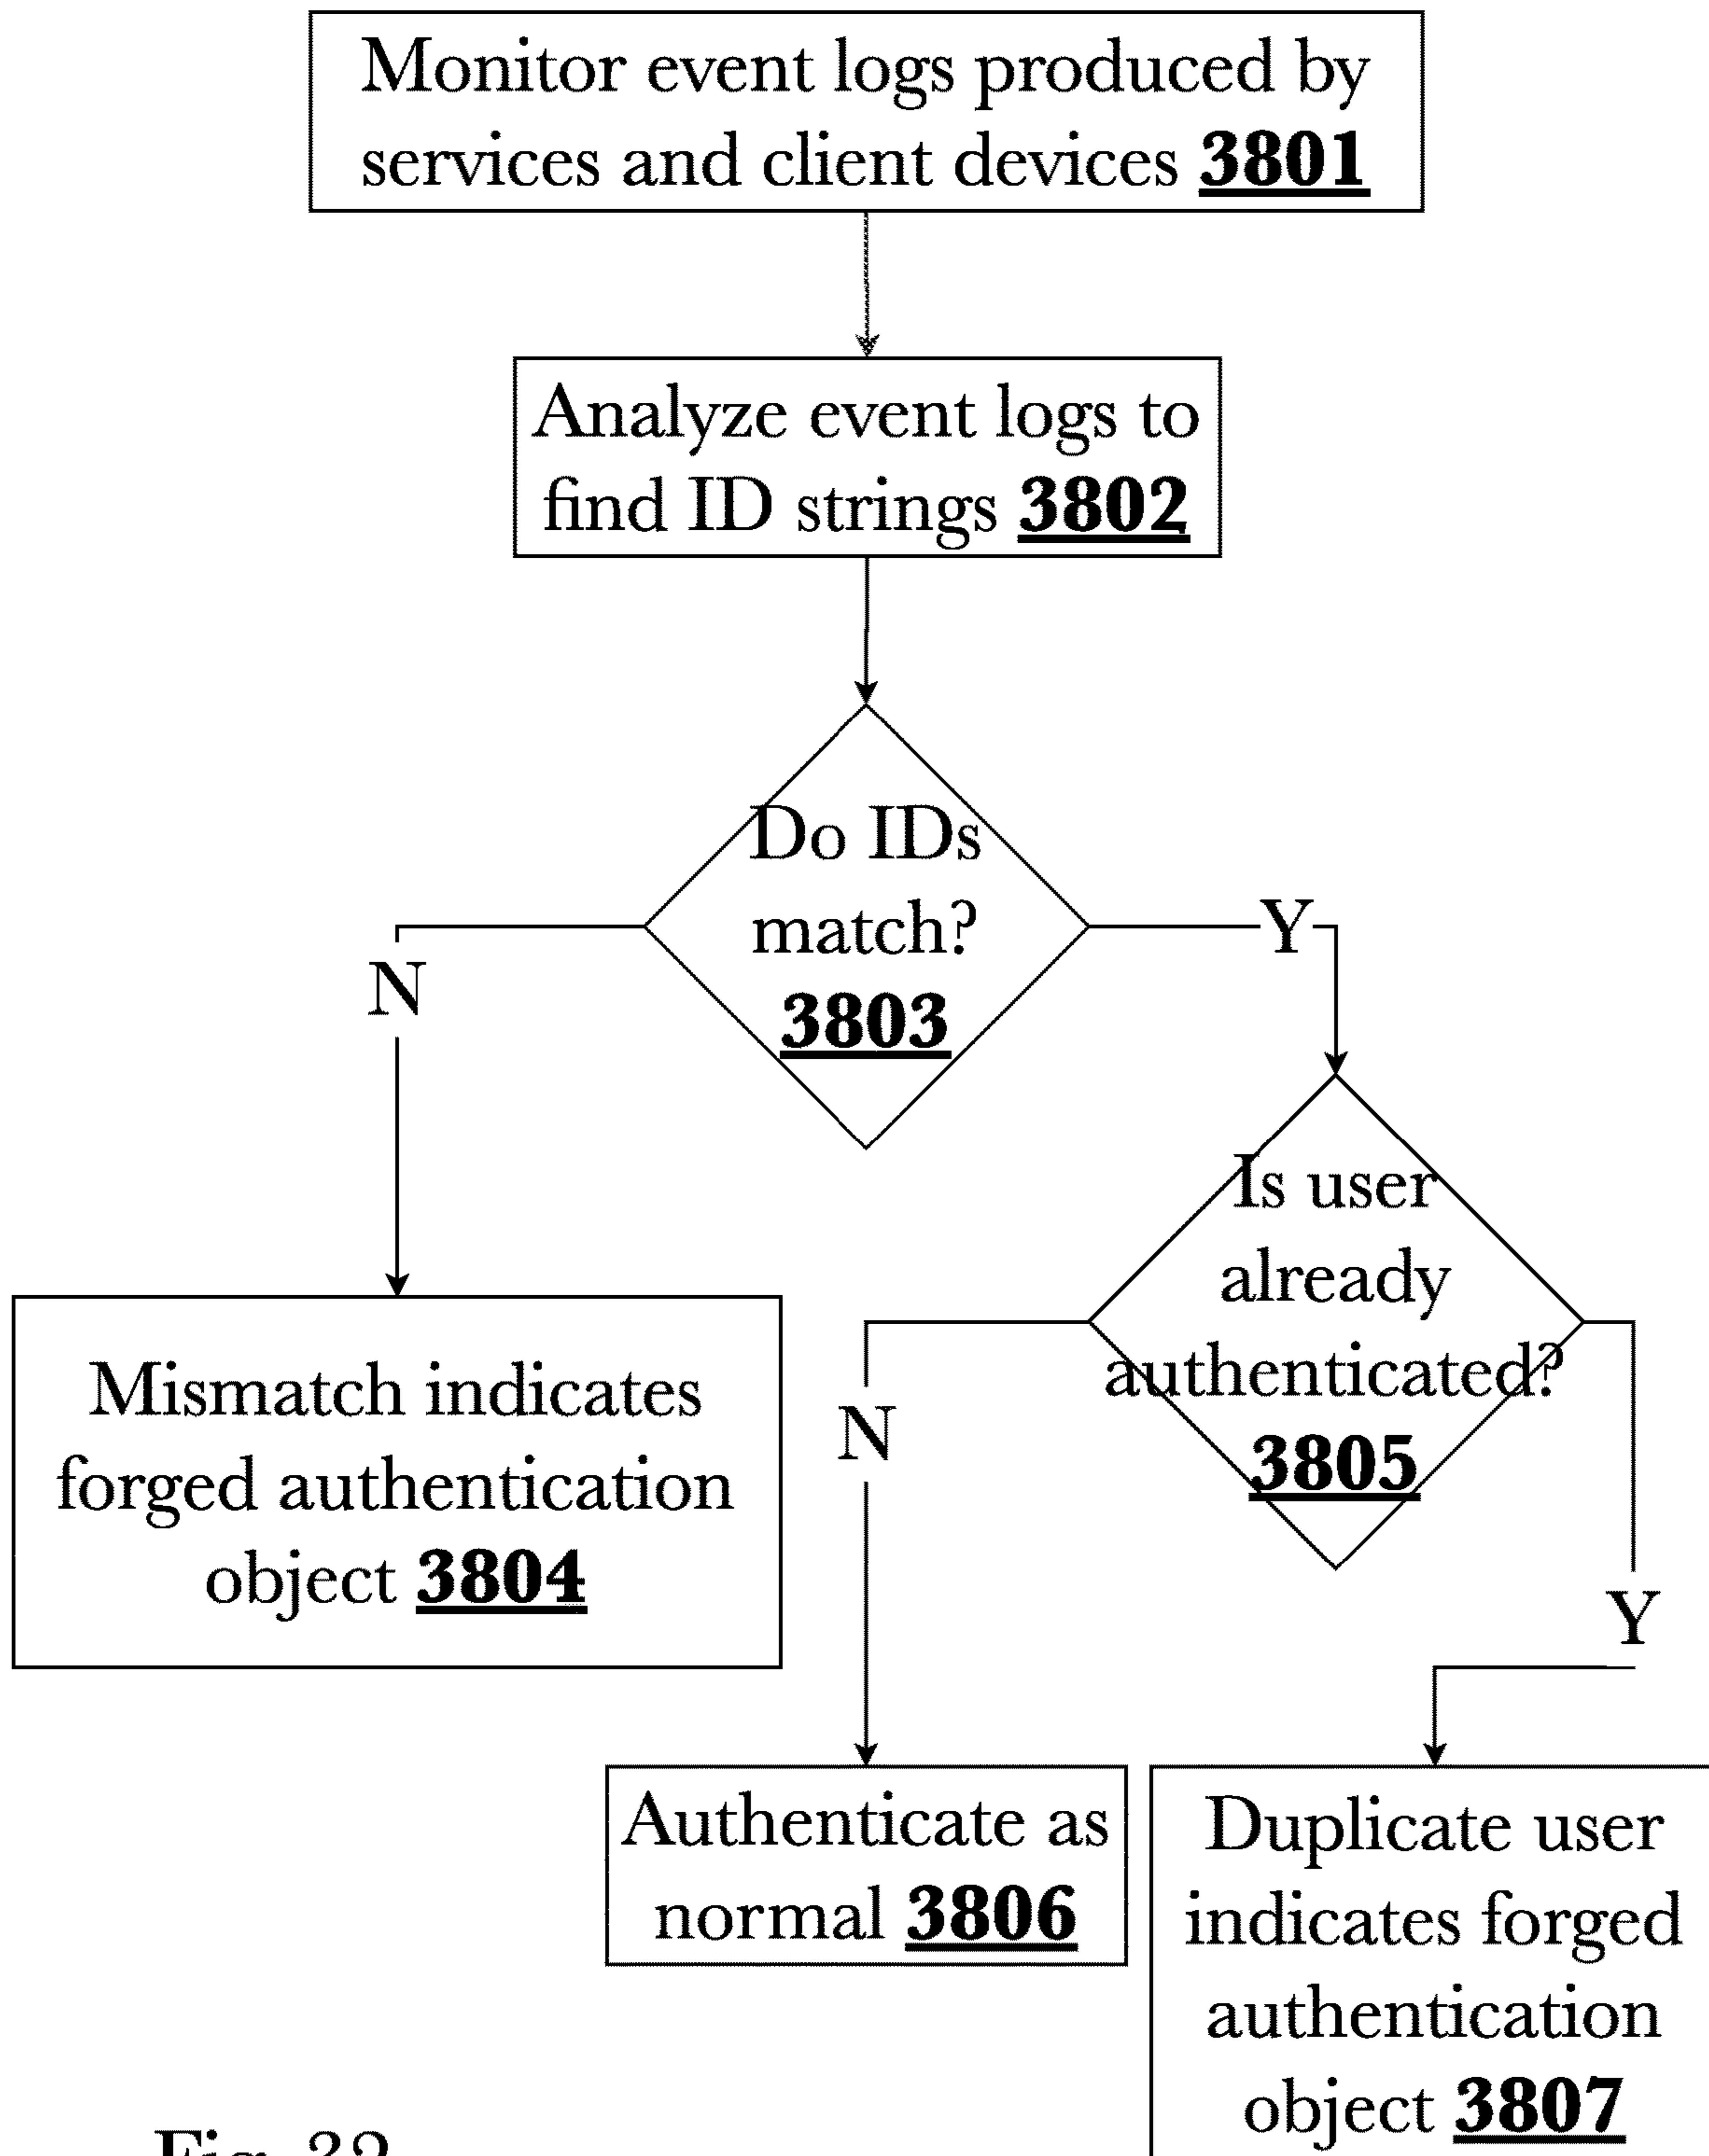 Monitor event logs produced by
services and client devices 3801
Analyze event logs to
find ID strings 3802
Do IDs
match?
3803
Y
N
Is user
already
authenticated?
3805
Mismatch indicates
forged authentication
object 3804
N
Y
Authenticate as
normal 3806
Duplicate user
indicates forged
authentication
object 3807
Fig. 32